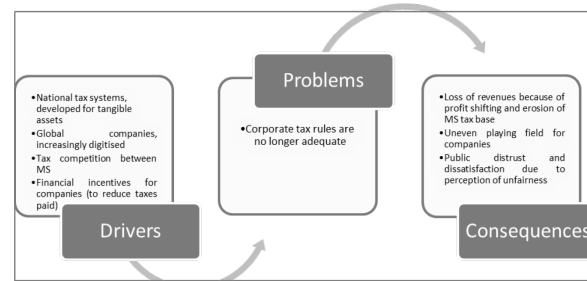 •National tax systems,
developed for tangible
assets
•Global companies,
increasingly digitised
•Tax competition between
MS
•Financial incentives for
companies (to reduce taxes
paid)
Drivers
Problems
•Corporate tax rules are
no longer adequate
•Loss of revenues because of
profit shifting and erosion of
MS tax base
•Uneven playing field for
companies
•Public distrust and
dissatisfaction due to
perception of unfairness
Consequences